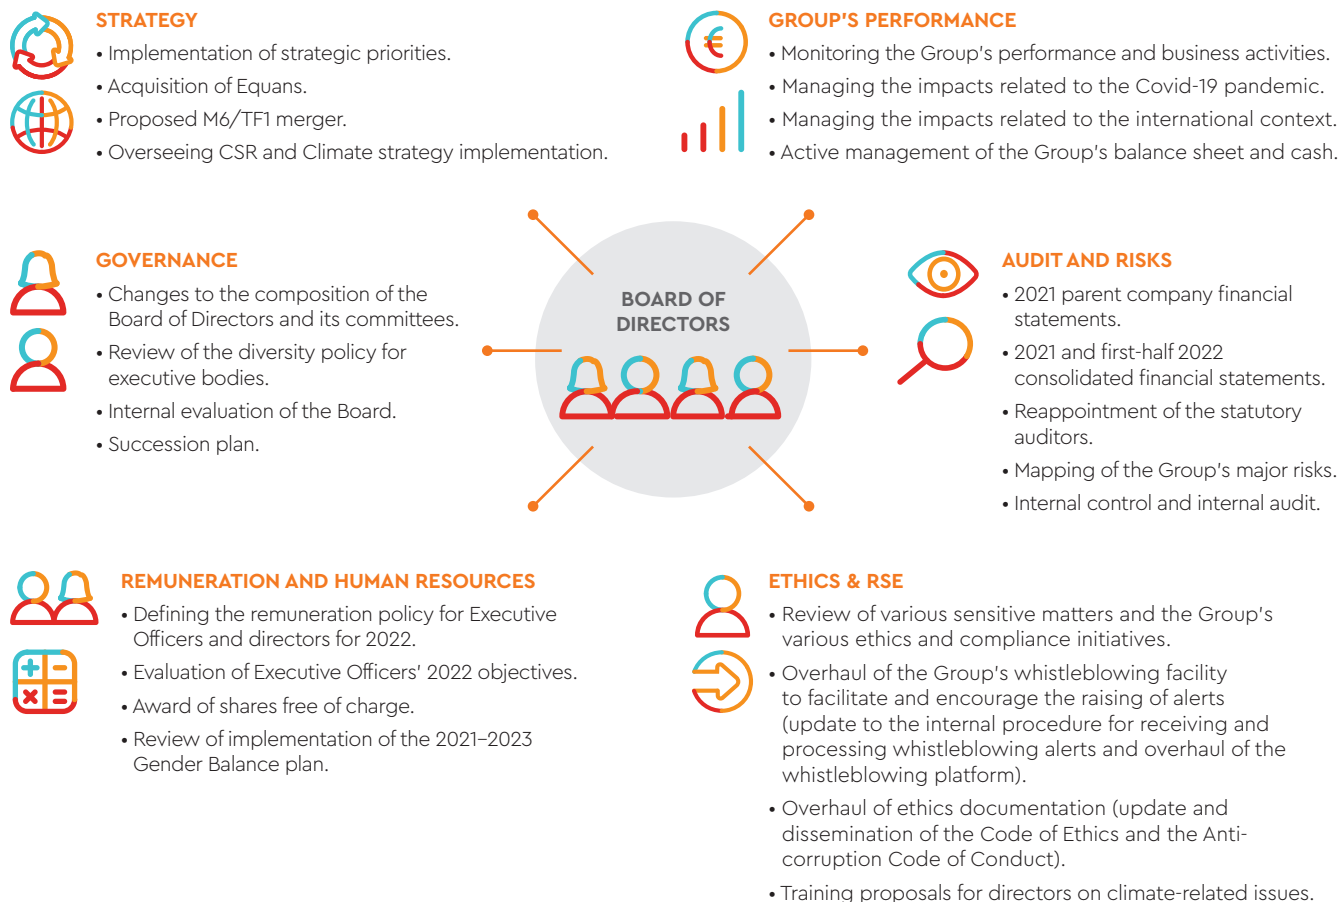 STRATEGY
• Implementation of strategic priorities.
• Acquisition of Equans.
• Proposed M6/TF1 merger.
• Overseeing CSR and Climate strategy implementation.
GROUP'S PERFORMANCE
• Monitoring the Group's performance and business activities.
• Managing the impacts related to the Covid-19 pandemic.
• Managing the impacts related to the international context.
• Active management of the Group's balance sheet and cash.
GOVERNANCE
• Changes to the composition of the
Board of Directors and its committees.
• Review of the diversity policy for
executive bodies.
• Internal evaluation of the Board.
• Succession plan.
BOARD OF
DIRECTORS
AUDIT AND RISKS
• 2021 parent company financial
statements.
• 2021 and first-half 2022
consolidated financial statements.
• Reappointment of the statutory
auditors.
• Mapping of the Group's major risks.
• Internal control and internal audit.
REMUNERATION AND HUMAN RESOURCES
• Defining the remuneration policy for Executive
Officers and directors for 2022.
• Evaluation of Executive Officers' 2022 objectives.
• Award of shares free of charge.
• Review of implementation of the 2021–2023
Gender Balance plan.
ETHICS & RSE
• Review of various sensitive matters and the Group's
various ethics and compliance initiatives.
• Overhaul of the Group's whistleblowing facility
to facilitate and encourage the raising of alerts
(update to the internal procedure for receiving and
processing whistleblowing alerts and overhaul of the
whistleblowing platform).
• Overhaul of ethics documentation (update and
dissemination of the Code of Ethics and the Anti-
corruption Code of Conduct).
• Training proposals for directors on climate-related issues.